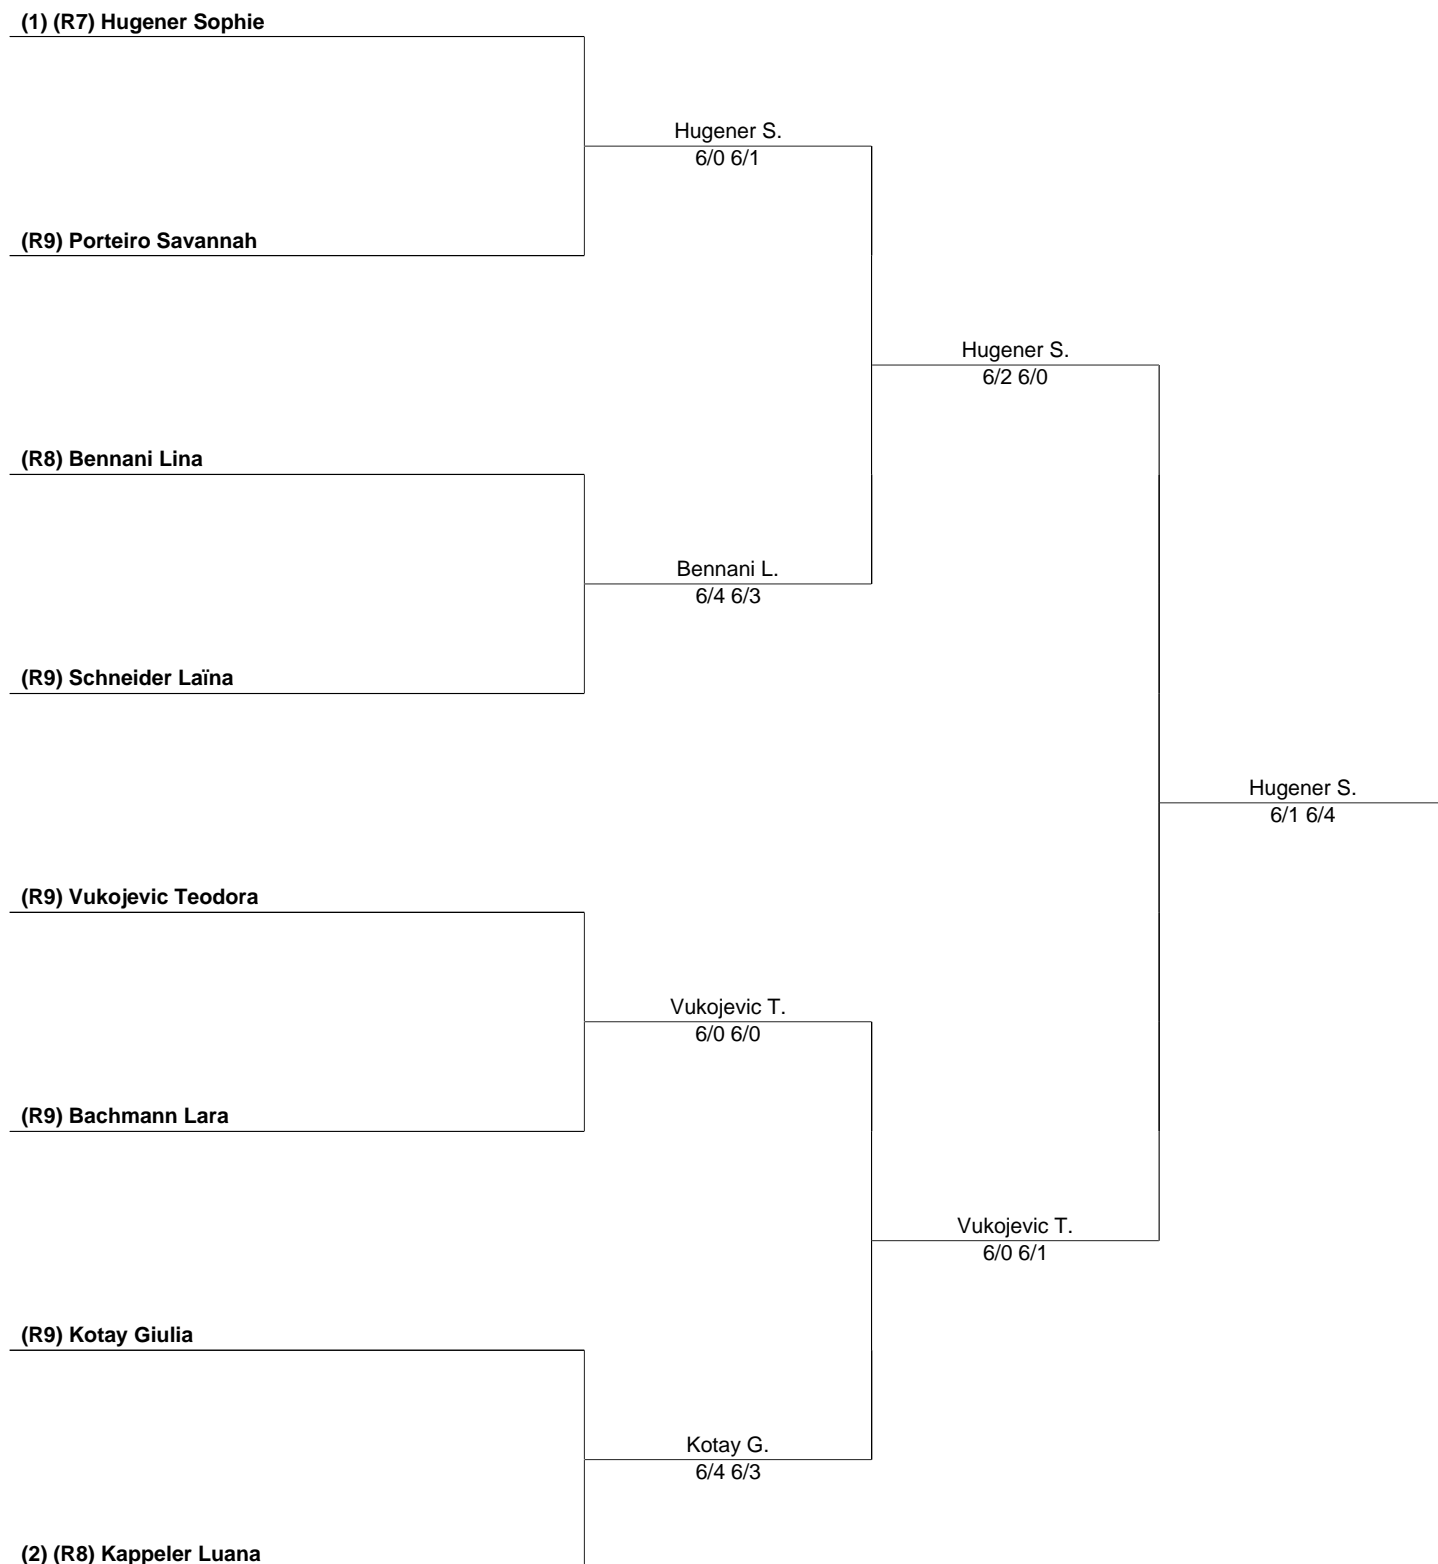 (1) (R7) Hugener Sophie
Hugener S.
6/0 6/1
(R9) Porteiro Savannah
Hugener S.
6/2 6/0
(R8) Bennani Lina
Bennani L.
6/4 6/3
(R9) Schneider Laïna
Hugener S.
6/1 6/4
(R9) Vukojevic Teodora
Vukojevic T.
6/0 6/0
(R9) Bachmann Lara
Vukojevic T.
6/0 6/1
(R9) Kotay Giulia
Kotay G.
6/4 6/3
(2) (R8) Kappeler Luana